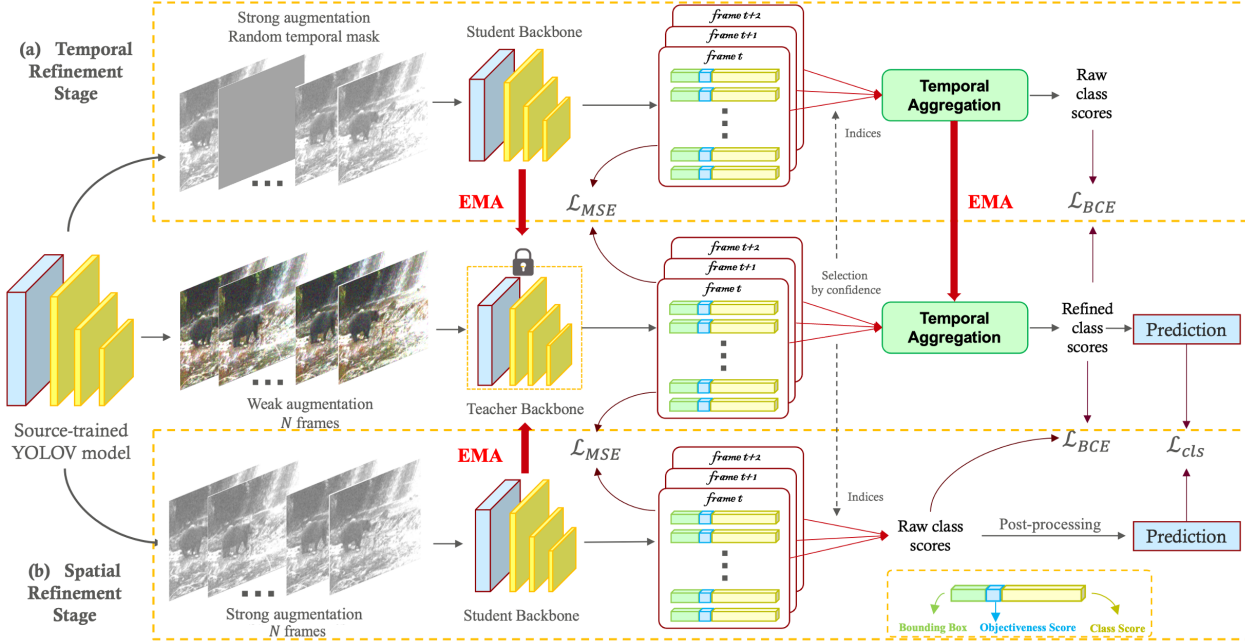 (a) Temporal
Refinement
Stage
Strong augmentation
Random temporal mask
Student Backbone
frame t+2
frame t+1
frame t
Temporal
Aggregation
Raw
class
scores
Indices
EMA
ℒMSE
EMA
ℒBCE
Source-trained
YOLOV model
Weak augmentation
N frames
Teacher Backbone
frame t+2
frame t+1
frame t
Selection
by confidence
Temporal
Aggregation
Refined
class
scores
Prediction
EMA
ℒMSE
ℒBCE
ℒcls
(b) Spatial
Refinement
Stage
Strong augmentation
N frames
Student Backbone
frame t+2
frame t+1
frame t
Indices
Raw class
scores
Post-processing
Prediction
Bounding Box
Objectiveness Score
Class Score